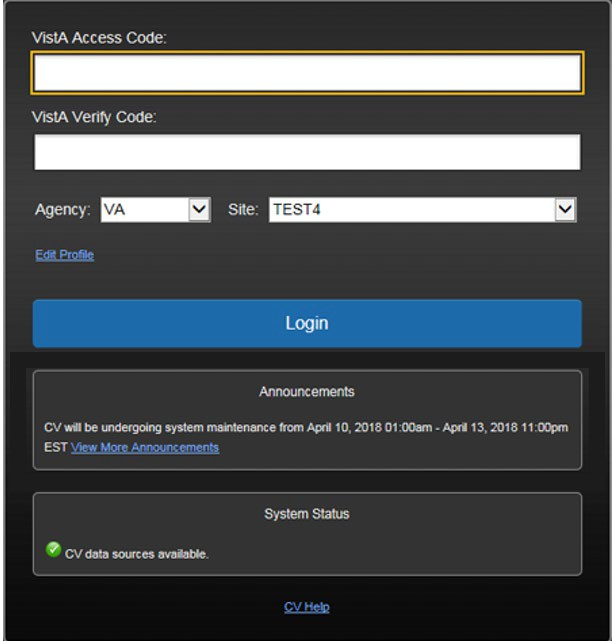 VistA Access Code:
VistA Verify Code:
Agency: VA Site: TEST4
Edit Profile
Login
Announcements
CV will be undergoing system maintenance from April 10, 2018 01:00am - April 13, 2018 11:00pm
EST View More Announcements
System Status
CV data sources available.
CV Help